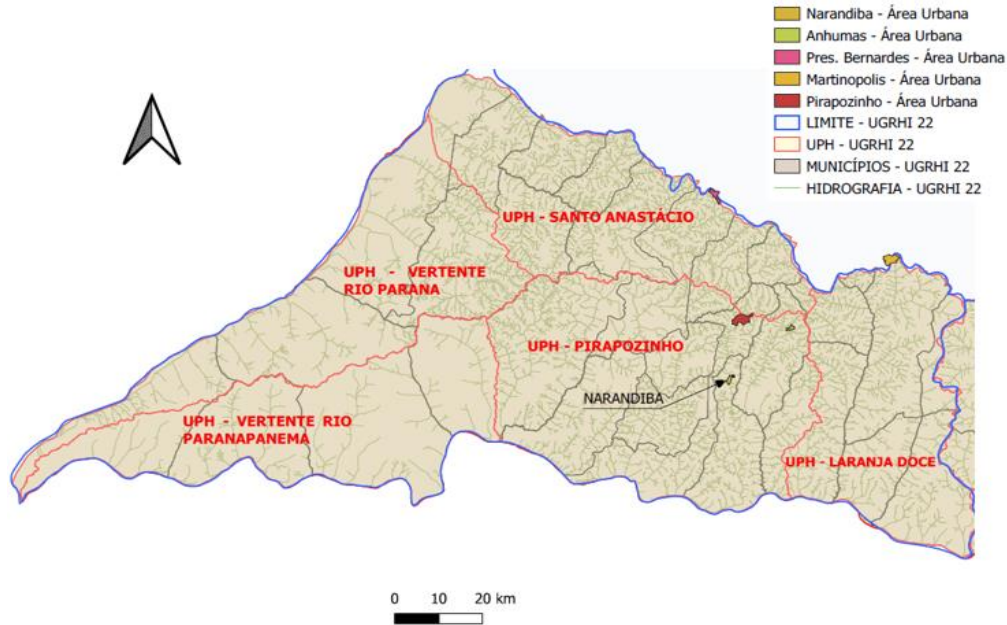 Narandiba - Área Urbana
Anhumas - Área Urbana
Pres. Bernardes - Área Urbana
Martinopolis - Área Urbana
Pirapozinho - Área Urbana
LIMITE - UGRHI 22
UPH - UGRHI 22
MUNICÍPIOS - UGRHI 22
HIDROGRAFIA - UGRHI 22
UPH - SANTO ANASTÁCIO
UPH - VERTENTE
RIO PARANA
UPH - PIRAPOZINHO
NARANDIBA
UPH - VERTENTE RIO
PARANAPANEMA
UPH - LARANJA DOCE
0 10 20 km